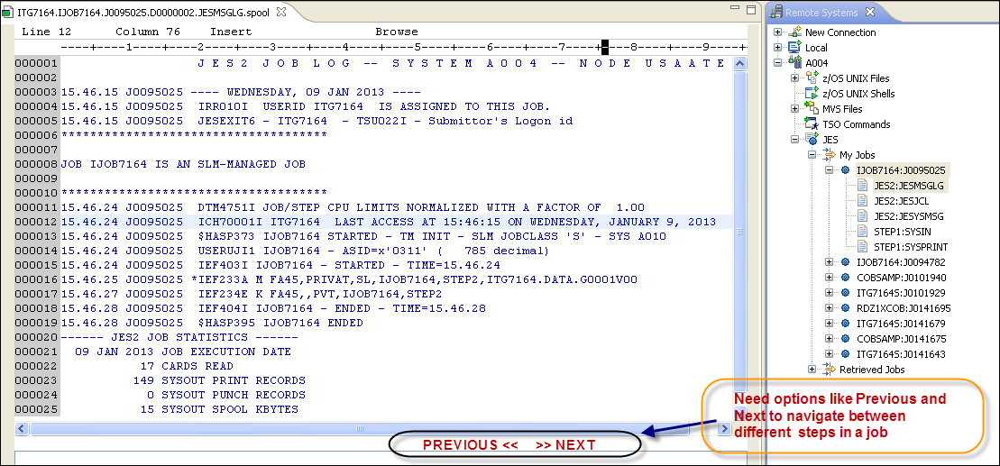 ITG7164.IJOB7164.J0095025.D0000002.JESMSGLG.spool
Line 12 Column 76 Insert Browse
----+----1----+----2----+----3----+----4----+----5----+----6----+----7----+----8----+----9----+
000001 J E S 2 J O B L O G -- S Y S T E M A 0 0 4 -- N O D E U S A A T E
000002
000003 15.46.15 J0095025 ---- WEDNESDAY, 09 JAN 2013 ----
000004 15.46.15 J0095025 IRR010I USERID ITG7164 IS ASSIGNED TO THIS JOB.
000005 15.46.15 J0095025 JESEXIT6 - ITG7164 - TSU022I - Submittor's Logon id
000006 *************************************
000007
000008 JOB IJOB7164 IS AN SLM-MANAGED JOB
000009
000010 *************************************
000011 15.46.24 J0095025 DTM4751I JOB/STEP CPU LIMITS NORMALIZED WITH A FACTOR OF 1.00
000012 15.46.24 J0095025 ICH70001I ITG7164 LAST ACCESS AT 15:46:15 ON WEDNESDAY, JANUARY 9, 2013
000013 15.46.24 J0095025 $HASP373 IJOB7164 STARTED - TM INIT - SLM JOBCLASS 'S' - SYS A010
000014 15.46.24 J0095025 USERUJI1 IJOB7164 - ASID=x'0311' ( 785 decimal)
000015 15.46.24 J0095025 IEF403I IJOB7164 - STARTED - TIME=15.46.24
000016 15.46.25 J0095025 *IEF233A M FA45,PRIVAT,SL,IJOB7164,STEP2,ITG7164.DATA.G0001V00
000017 15.46.27 J0095025 IEF234E K FA45,,PVT,IJOB7164,STEP2
000018 15.46.28 J0095025 IEF404I IJOB7164 - ENDED - TIME=15.46.28
000019 15.46.28 J0095025 $HASP395 IJOB7164 ENDED
000020 ------ JES2 JOB STATISTICS ------
000021 09 JAN 2013 JOB EXECUTION DATE
000022 17 CARDS READ
000023 149 SYSOUT PRINT RECORDS
000024 0 SYSOUT PUNCH RECORDS
000025 15 SYSOUT SPOOL KBYTES
PREVIOUS << >> NEXT
Need options like Previous and
Next to navigate between
different steps in a job
Remote Systems
New Connection
Local
A004
z/OS UNIX Files
z/OS UNIX Shells
MVS Files
TSO Commands
JES
My Jobs
IJOB7164:J0095025
JES2:JESMSGLG
JES2:JESJCL
JES2:JESYSMSG
STEP1:SYSIN
STEP1:SYSPRINT
IJOB7164:J0094782
COBSAMP:J0101940
ITG7164S:J0101929
RDZ1XCOB:J0141695
ITG7164S:J0141679
COBSAMP:J0141675
ITG7164S:J0141643
Retrieved Jobs